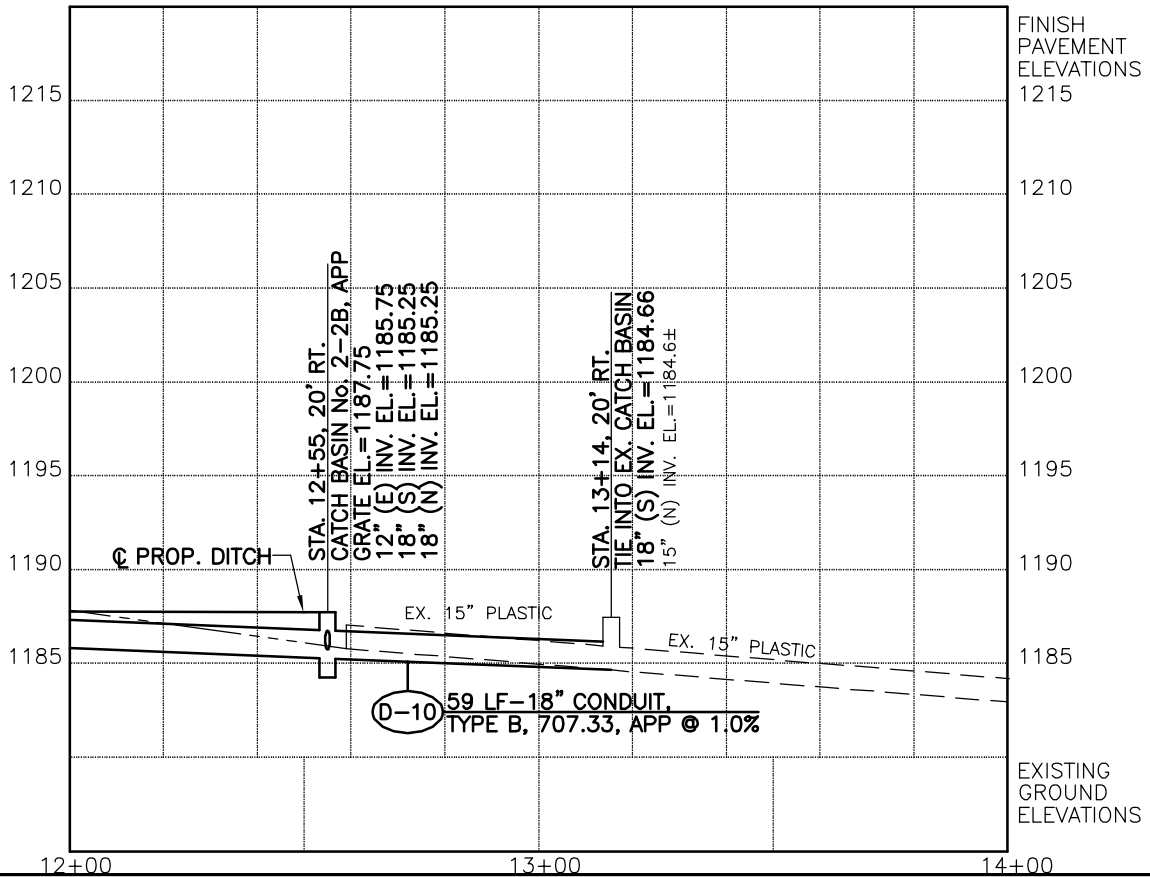 FINISH
PAVEMENT
ELEVATIONS
1215
1215
1210
1210
1205
1205
1200
1200
1195
1195
1190
1190
1185
1185
STA. 12+55, 20' RT.
CATCH BASIN No. 2-2B, APP
GRATE EL.=1187.75
12" (E) INV. EL.=1185.75
18" (S) INV. EL.=1185.25
18" (N) INV. EL.=1185.25
STA. 13+14, 20' RT.
TIE INTO EX. CATCH BASIN
18" (S) INV. EL.=1184.66
15" (N) INV. EL.=1184.6±
℄ PROP. DITCH
EX. 15" PLASTIC
EX. 15" PLASTIC
D-10
59 LF-18" CONDUIT,
TYPE B, 707.33, APP @ 1.0%
EXISTING
GROUND
ELEVATIONS
12+00
13+00
14+00